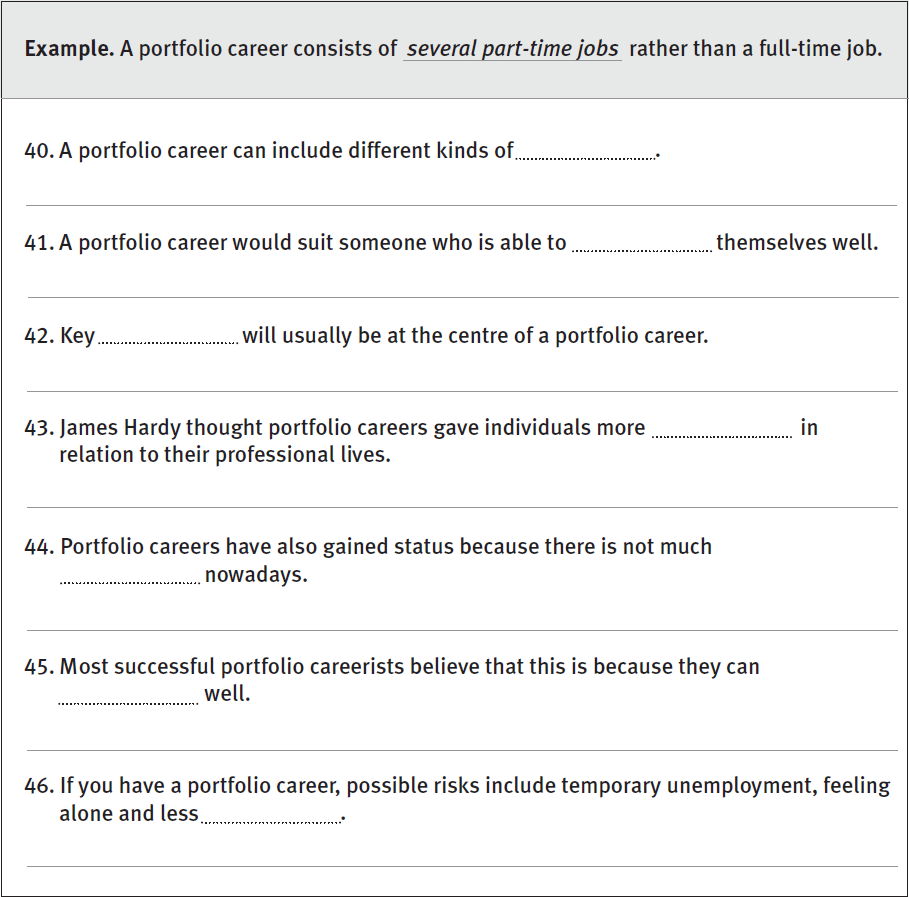 Example. A portfolio career consists of several part-time jobs rather than a full-time job.
40. A portfolio career can include different kinds of ....................
41. A portfolio career would suit someone who is able to .................... themselves well.
42. Key .................... will usually be at the centre of a portfolio career.
43. James Hardy thought portfolio careers gave individuals more .................... in
relation to their professional lives.
44. Portfolio careers have also gained status because there is not much
.................... nowadays.
45. Most successful portfolio careerists believe that this is because they can
.................... well.
46. If you have a portfolio career, possible risks include temporary unemployment, feeling
alone and less .....................